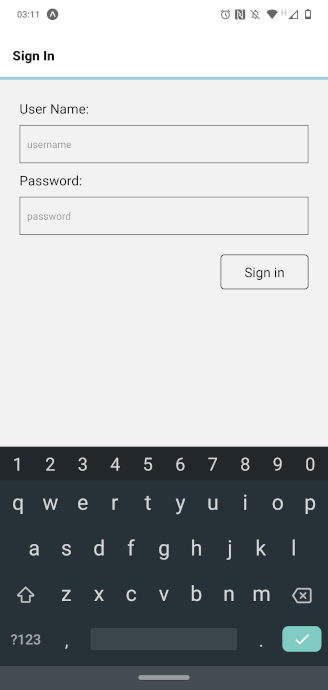 03:11
H
Sign In
User Name:
username
Password:
password
Sign in
1 2 3 4 5 6 7 8 9 0
q w e r t y u i o p
a s d f g h j k l
z x c v b n m
?123 , .